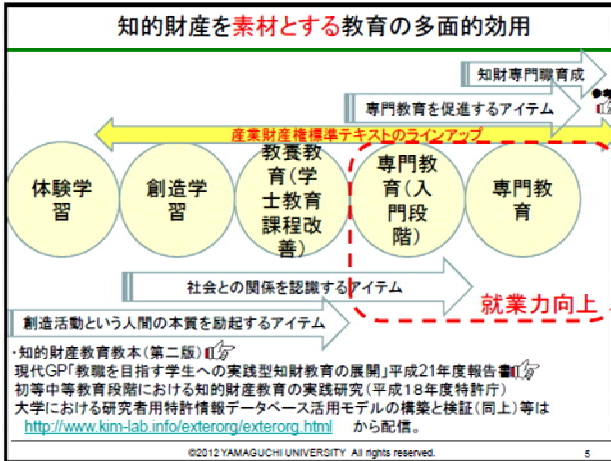 知的財産を素材とする教育の多面的効用
知財専門職育成
専門教育を促進するアイテム
産業財産権標準テキストのラインアップ
体験学
習
創造学
習
教養教
育(学
士教育
課程改
善)
専門教
育(入
門段
階)
専門教
育
社会との関係を認識するアイテム
就業力向上
創造活動という人間の本質を励起するアイテム
・知的財産教育教本(第二版)
現代GP「教職を目指す学生への実践型知財教育の展開」平成21年度報告書
初等中等教育段階における知的財産教育の実践研究(平成18年度特許庁)
大学における研究者用特許情報データベース活用モデルの構築と検証(同上)等は
http://www.kim-lab.info/exterorg/exterorg.html から配信。
©2012 YAMAGUCHI UNIVERSITY All rights reserved.
5